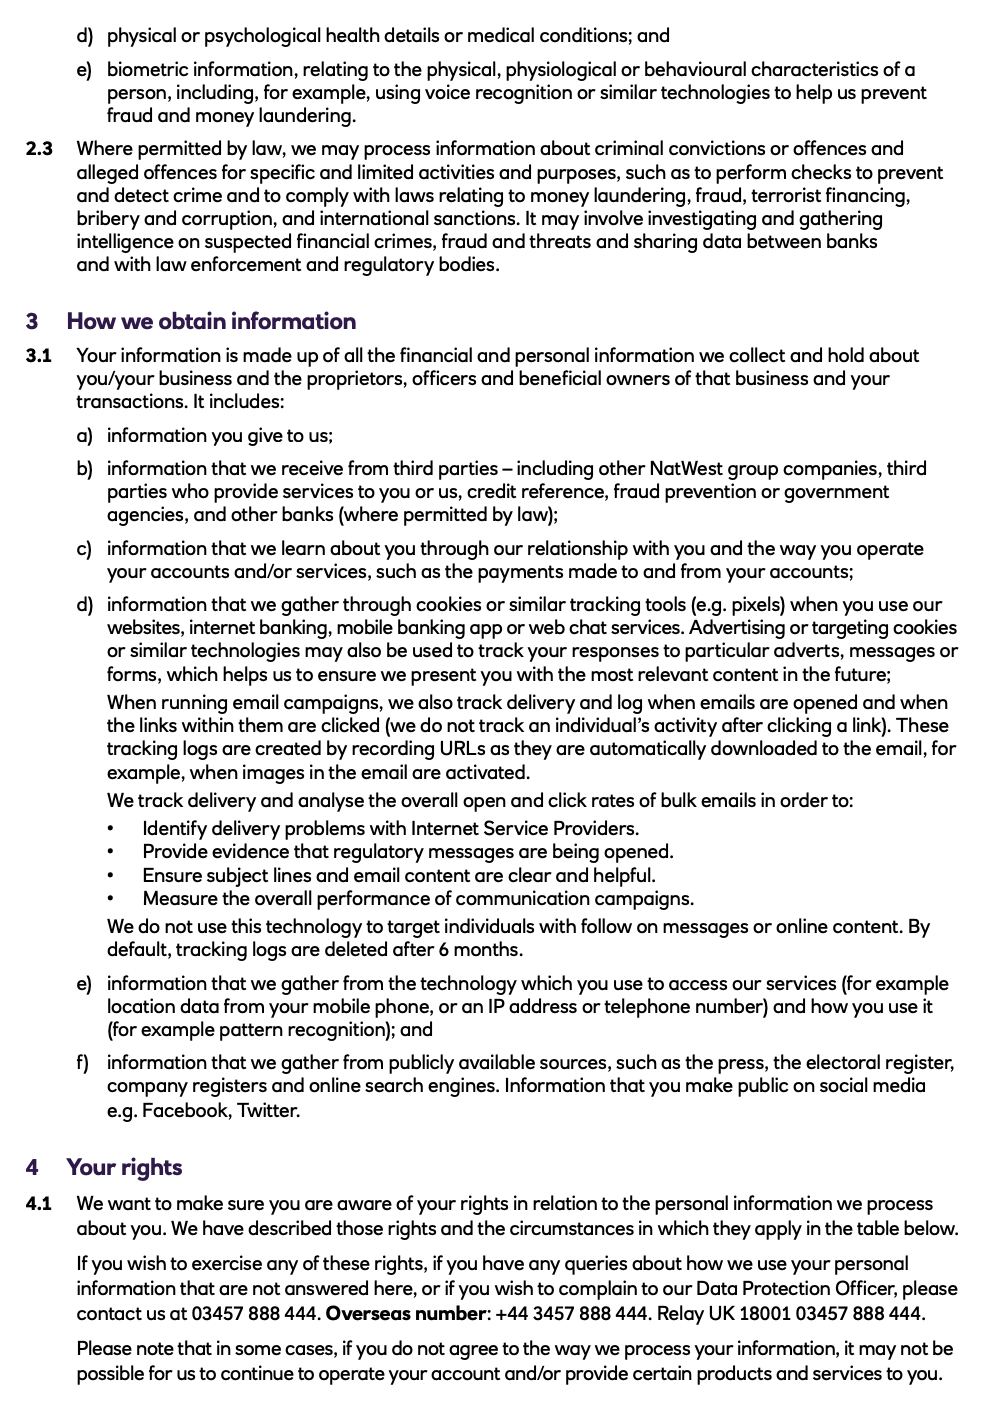 d) physical or psychological health details or medical conditions; and
e) biometric information, relating to the physical, physiological or behavioural characteristics of a
person, including, for example, using voice recognition or similar technologies to help us prevent
fraud and money laundering.
2.3 Where permitted by law, we may process information about criminal convictions or offences and
alleged offences for specific and limited activities and purposes, such as to perform checks to prevent
and detect crime and to comply with laws relating to money laundering, fraud, terrorist financing,
bribery and corruption, and international sanctions. It may involve investigating and gathering
intelligence on suspected financial crimes, fraud and threats and sharing data between banks
and with law enforcement and regulatory bodies.
3 How we obtain information
3.1 Your information is made up of all the financial and personal information we collect and hold about
you/your business and the proprietors, officers and beneficial owners of that business and your
transactions. It includes:
a) information you give to us;
b) information that we receive from third parties – including other NatWest group companies, third
parties who provide services to you or us, credit reference, fraud prevention or government
agencies, and other banks (where permitted by law);
c) information that we learn about you through our relationship with you and the way you operate
your accounts and/or services, such as the payments made to and from your accounts;
d) information that we gather through cookies or similar tracking tools (e.g. pixels) when you use our
websites, internet banking, mobile banking app or web chat services. Advertising or targeting cookies
or similar technologies may also be used to track your responses to particular adverts, messages or
forms, which helps us to ensure we present you with the most relevant content in the future;
When running email campaigns, we also track delivery and log when emails are opened and when
the links within them are clicked (we do not track an individual's activity after clicking a link). These
tracking logs are created by recording URLs as they are automatically downloaded to the email, for
example, when images in the email are activated.
We track delivery and analyse the overall open and click rates of bulk emails in order to:
• Identify delivery problems with Internet Service Providers.
• Provide evidence that regulatory messages are being opened.
• Ensure subject lines and email content are clear and helpful.
• Measure the overall performance of communication campaigns.
We do not use this technology to target individuals with follow on messages or online content. By
default, tracking logs are deleted after 6 months.
e) information that we gather from the technology which you use to access our services (for example
location data from your mobile phone, or an IP address or telephone number) and how you use it
(for example pattern recognition); and
f) information that we gather from publicly available sources, such as the press, the electoral register,
company registers and online search engines. Information that you make public on social media
e.g. Facebook, Twitter.
4 Your rights
4.1 We want to make sure you are aware of your rights in relation to the personal information we process
about you. We have described those rights and the circumstances in which they apply in the table below.
If you wish to exercise any of these rights, if you have any queries about how we use your personal
information that are not answered here, or if you wish to complain to our Data Protection Officer, please
contact us at 03457 888 444. Overseas number: +44 3457 888 444. Relay UK 18001 03457 888 444.
Please note that in some cases, if you do not agree to the way we process your information, it may not be
possible for us to continue to operate your account and/or provide certain products and services to you.